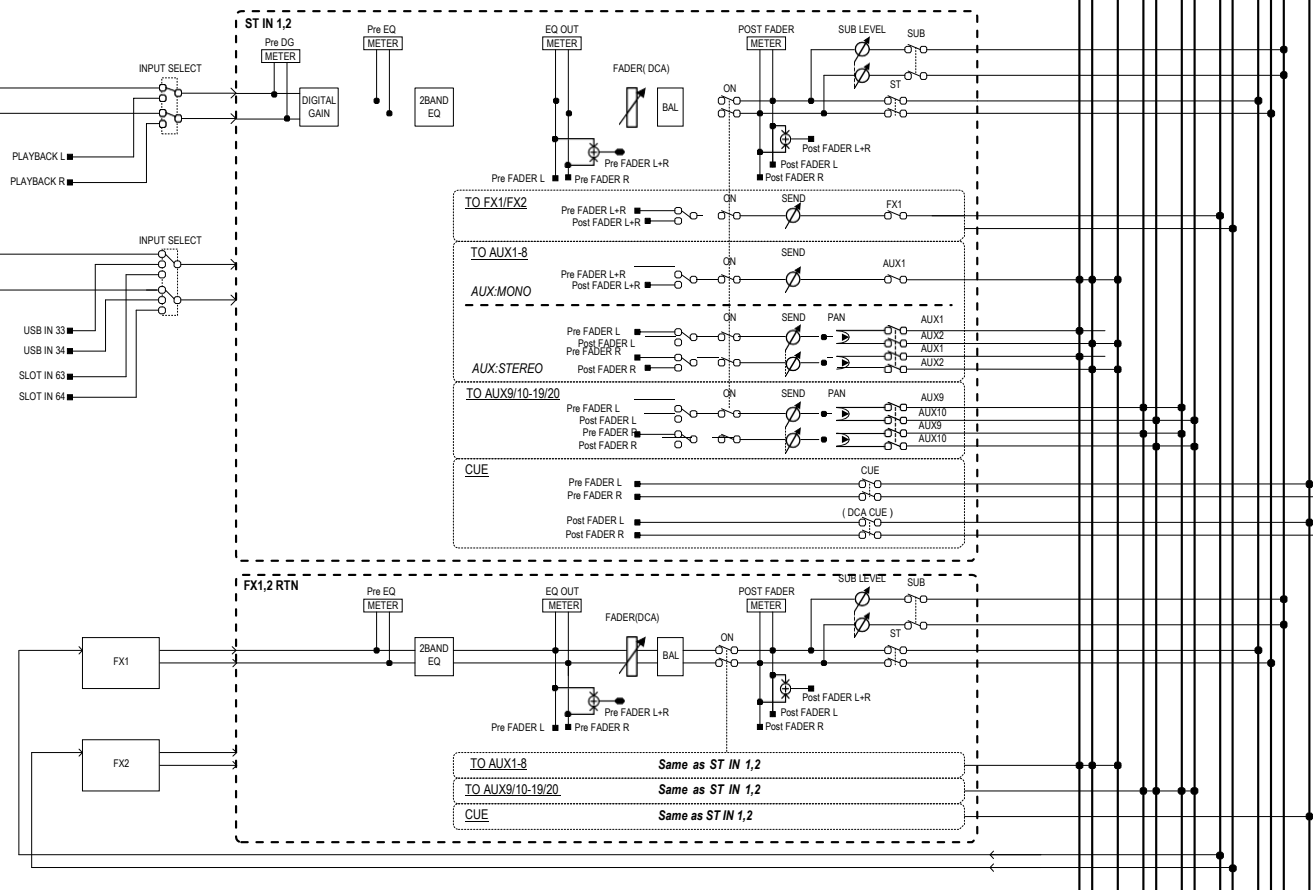 ST IN 1,2
Pre DG
METER
Pre EQ
METER
EQ OUT
METER
POST FADER
METER
SUB LEVEL
SUB
INPUT SELECT
FADER( DCA)
ST
DIGITAL
GAIN
2BAND
EQ
BAL
ON
PLAYBACK L
PLAYBACK R
Pre FADER L+R
Pre FADER L
Pre FADER R
Post FADER L+R
Post FADER L
Post FADER R
TO FX1/FX2
Pre FADER L+R
Post FADER L+R
ON
SEND
FX1
INPUT SELECT
TO AUX1-8
AUX:MONO
Pre FADER L+R
Post FADER L+R
ON
SEND
AUX1
USB IN 33
USB IN 34
SLOT IN 63
SLOT IN 64
AUX:STEREO
Pre FADER L
Post FADER L
Pre FADER R
Post FADER R
ON
SEND
PAN
AUX1
AUX2
AUX1
AUX2
TO AUX9/10-19/20
Pre FADER L
Post FADER L
Pre FADER R
Post FADER R
ON
SEND
PAN
AUX9
AUX10
AUX9
AUX10
CUE
Pre FADER L
Pre FADER R
CUE
Post FADER L
Post FADER R
( DCA CUE )
FX1,2 RTN
Pre EQ
METER
EQ OUT
METER
POST FADER
METER
SUB LEVEL
SUB
FADER(DCA)
ST
FX1
2BAND
EQ
BAL
ON
Pre FADER L+R
Pre FADER L
Pre FADER R
Post FADER L+R
Post FADER L
Post FADER R
FX2
TO AUX1-8
Same as ST IN 1,2
TO AUX9/10-19/20
Same as ST IN 1,2
CUE
Same as ST IN 1,2